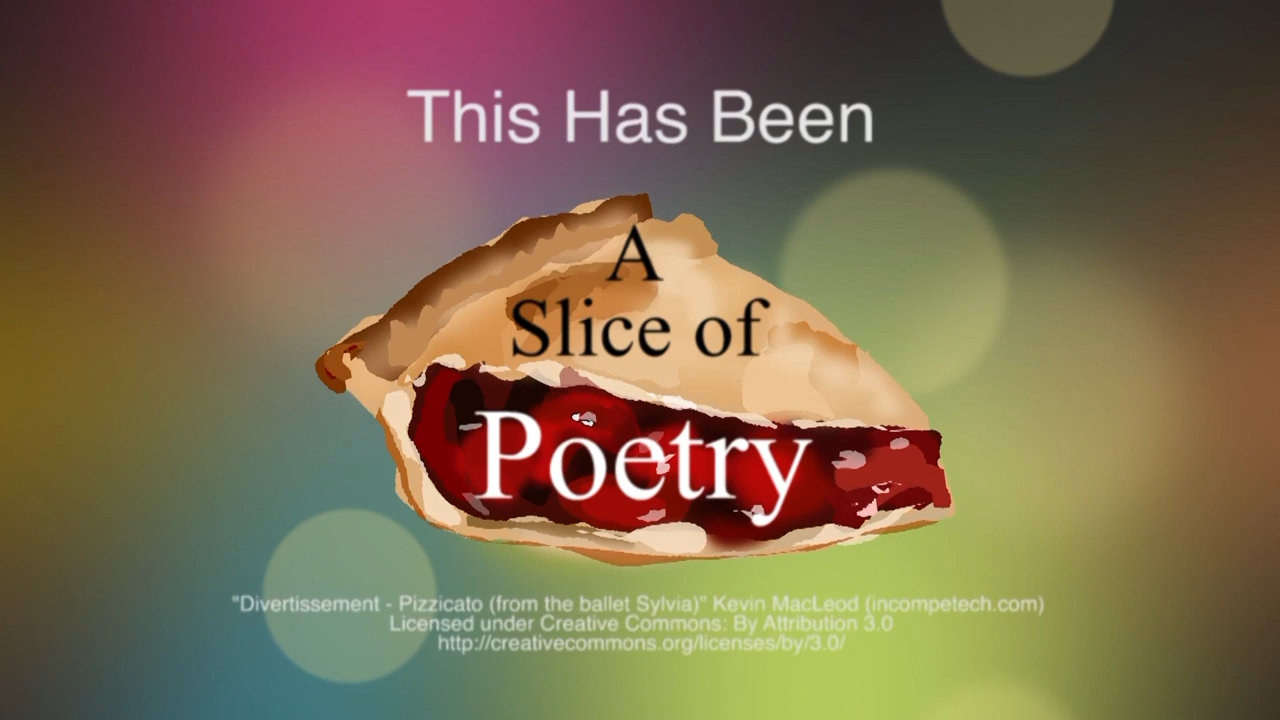 This Has Been
A
Slice of
Poetry
"Divertissement - Pizzicato (from the ballet Sylvia)" Kevin MacLeod (incompetech.com)
Licensed under Creative Commons: By Attribution 3.0
http://creativecommons.org/licenses/by/3.0/